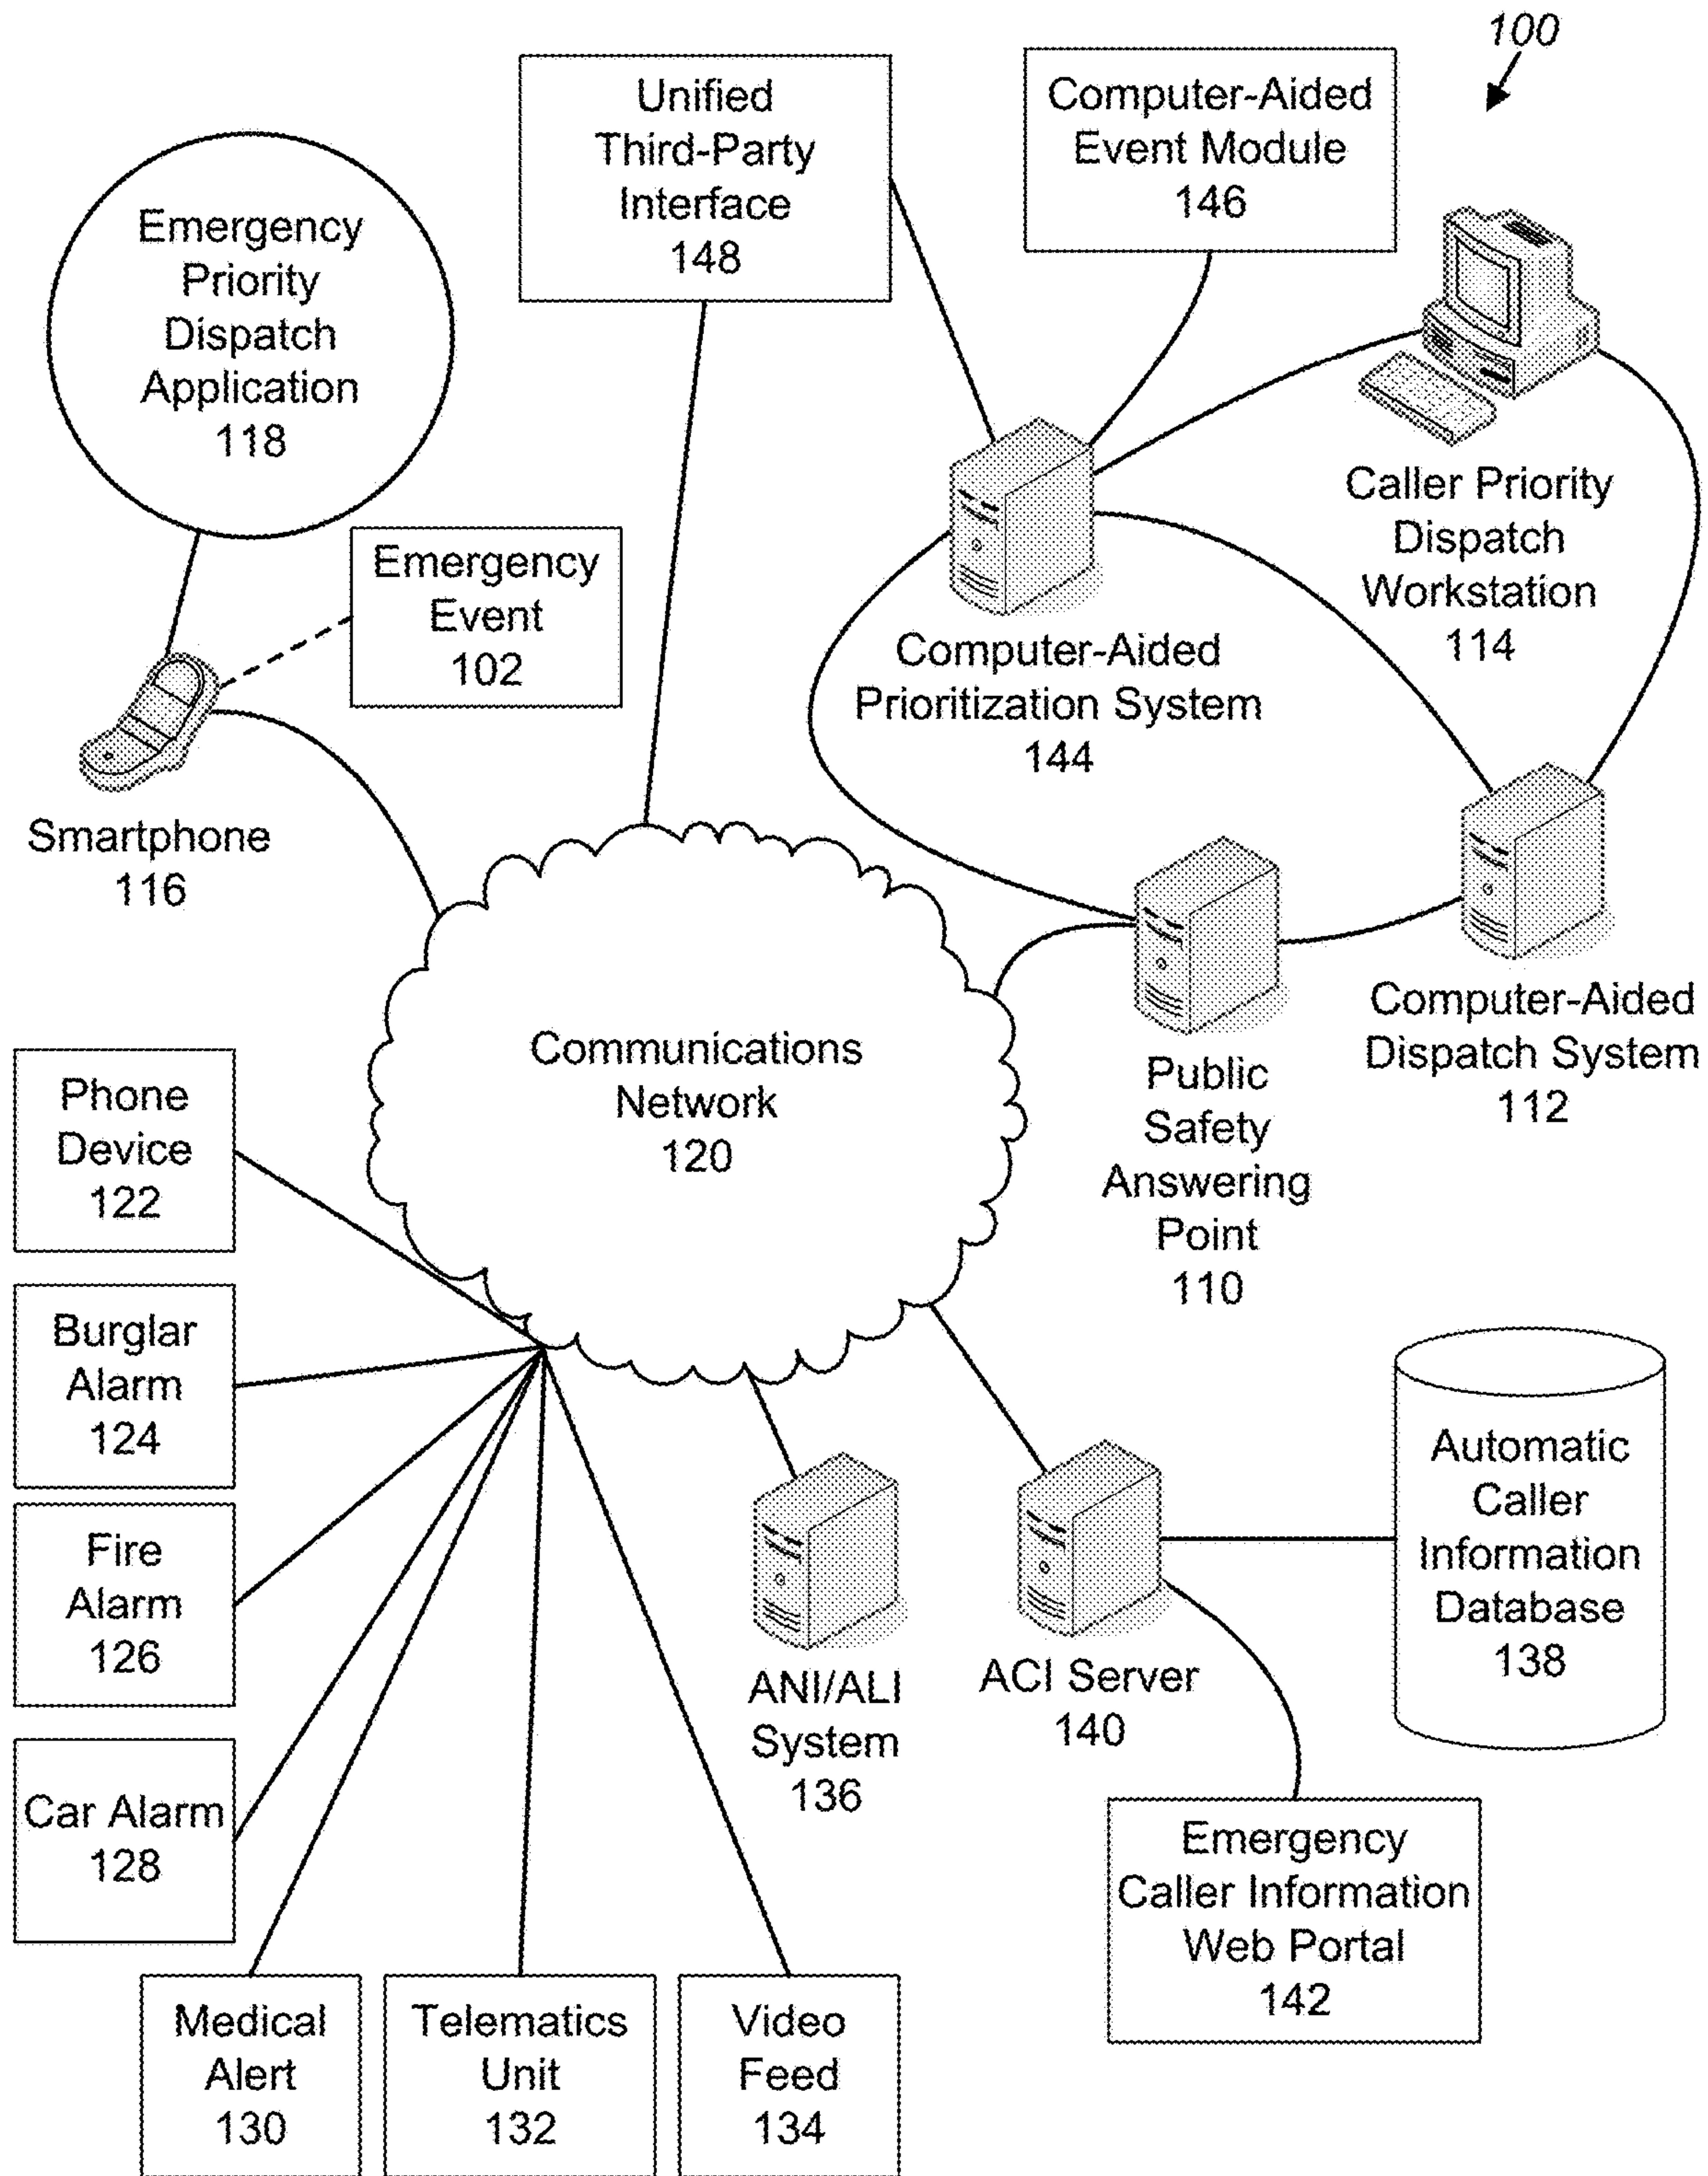 100
Unified
Third-Party
Interface
148
Computer-Aided
Event Module
146
Emergency
Priority
Dispatch
Application
118
Emergency
Event
102
Caller Priority
Dispatch
Workstation
114
Computer-Aided
Prioritization System
144
Smartphone
116
Computer-Aided
Dispatch System
112
Communications
Network
120
Public
Safety
Answering
Point
110
Phone
Device
122
Burglar
Alarm
124
Fire
Alarm
126
Car Alarm
128
Medical
Alert
130
Telematics
Unit
132
Video
Feed
134
ANI/ALI
System
136
ACI Server
140
Automatic
Caller
Information
Database
138
Emergency
Caller Information
Web Portal
142